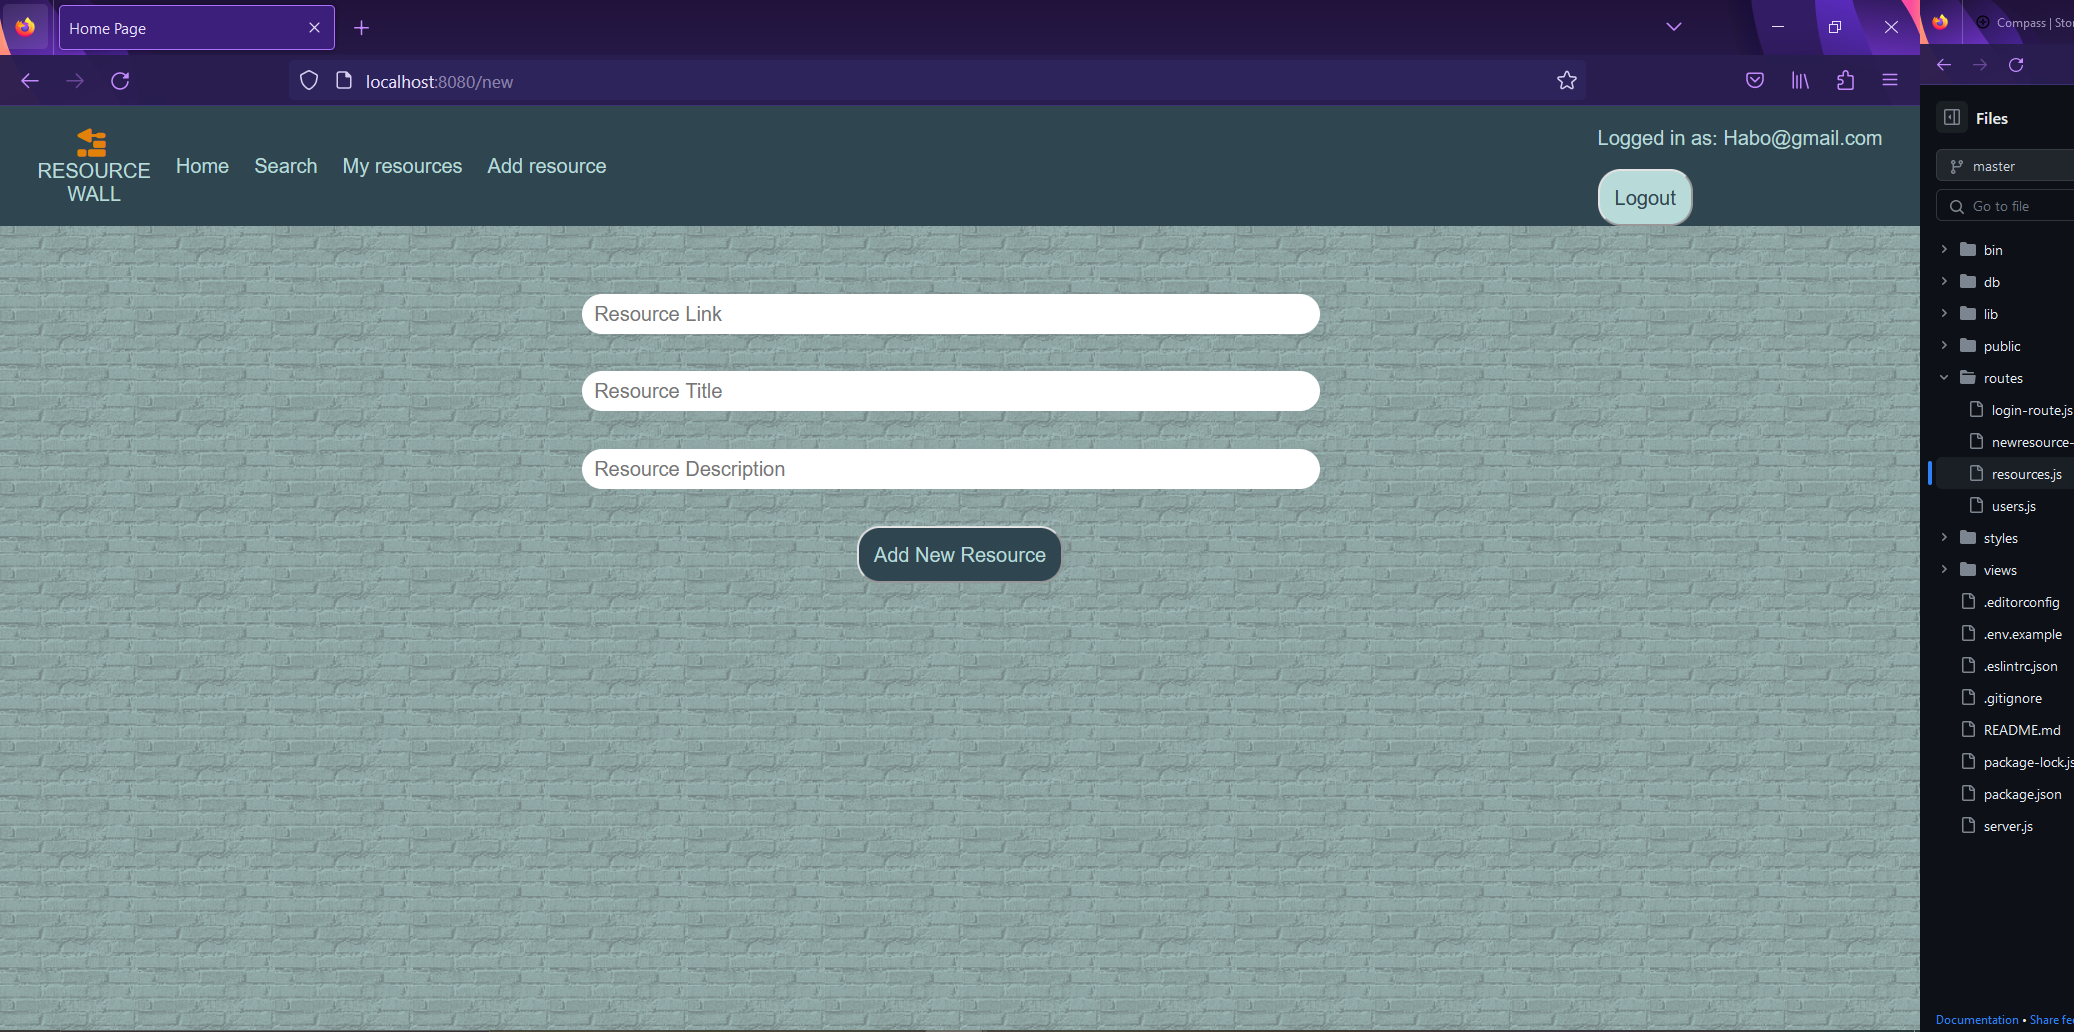 Home Page
localhost:8080/new
RESOURCE
WALL
Home
Search
My resources
Add resource
Logged in as: Habo@gmail.com
Logout
Resource Link
Resource Title
Resource Description
Add New Resource
Compass | Sto
Files
master
Go to file
bin
db
lib
public
routes
login-route.js
newresource-
resources.js
users.js
styles
views
.editorconfig
.env.example
.eslintrc.json
.gitignore
README.md
package-lock.js
package.json
server.js
Documentation • Share fe